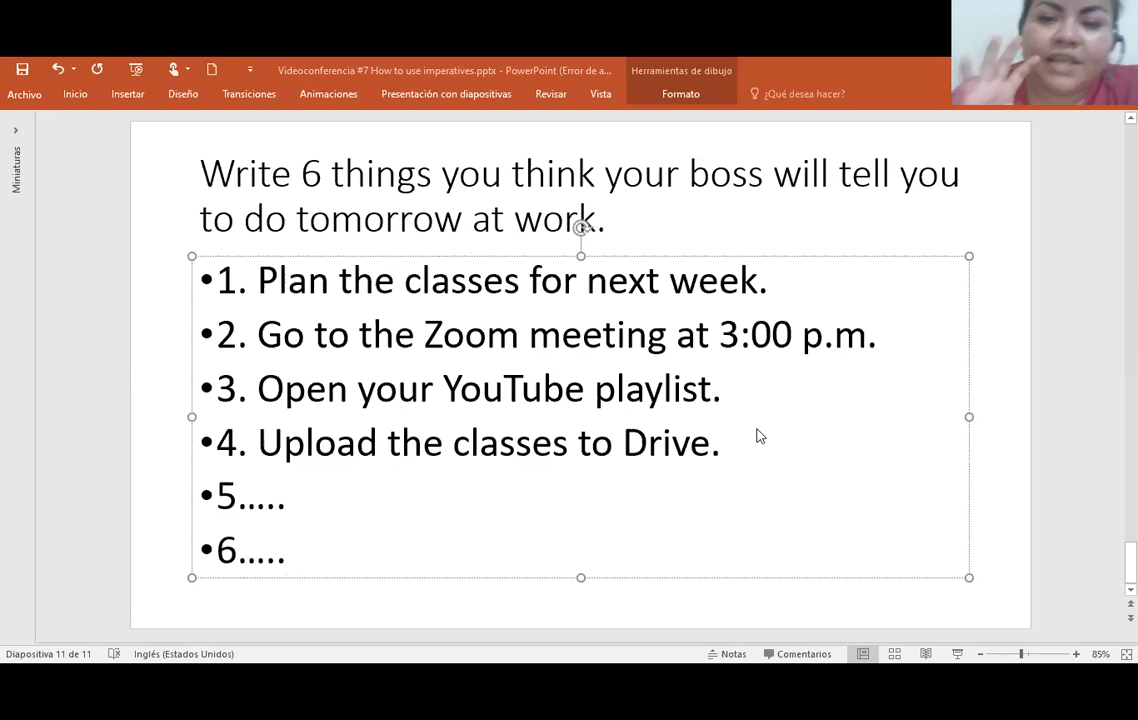 Videoconferencia #7 How to use imperatives.pptx - PowerPoint (Error de a...
Herramientas de dibujo
Archivo
Inicio
Insertar
Diseño
Transiciones
Animaciones
Presentación con diapositivas
Revisar
Vista
Formato
¿Qué desea hacer?
Miniaturas
Write 6 things you think your boss will tell you
to do tomorrow at work.
•1. Plan the classes for next week.
•2. Go to the Zoom meeting at 3:00 p.m.
•3. Open your YouTube playlist.
•4. Upload the classes to Drive.
•5.....
•6.....
Diapositiva 11 de 11
Inglés (Estados Unidos)
Notas
Comentarios
85%